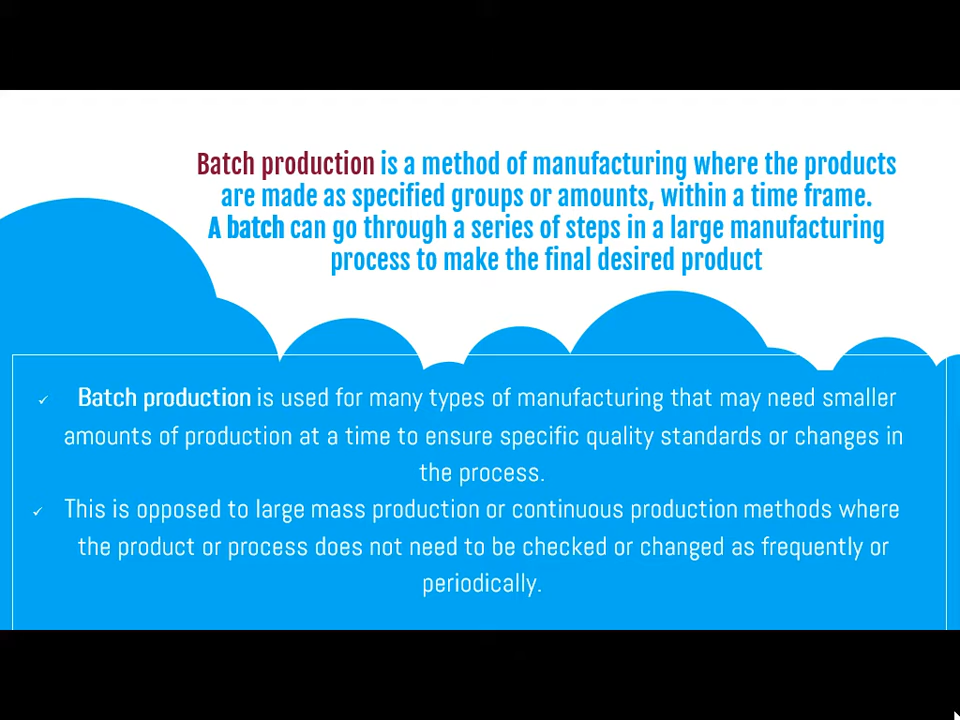 Batch production is a method of manufacturing where the products
are made as specified groups or amounts, within a time frame.
A batch can go through a series of steps in a large manufacturing
process to make the final desired product
✓ Batch production is used for many types of manufacturing that may need smaller
amounts of production at a time to ensure specific quality standards or changes in
the process.
✓ This is opposed to large mass production or continuous production methods where
the product or process does not need to be checked or changed as frequently or
periodically.